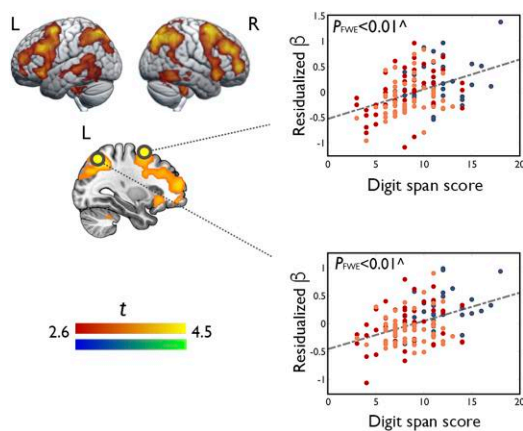 L
R
L
t
2.6
4.5
Residualized β
1.5
1
0.5
0
-0.5
-1
P_FWE<0.01^
0
5
10
15
20
Digit span score
Residualized β
1
0.5
0
-0.5
-1
P_FWE<0.01^
0
5
10
15
20
Digit span score